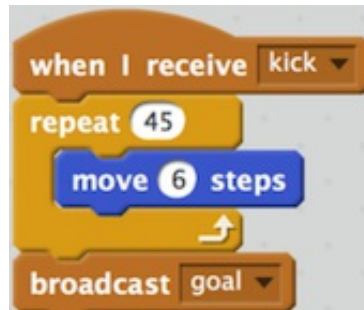 when I receive kick
repeat 45
move 6 steps
broadcast goal